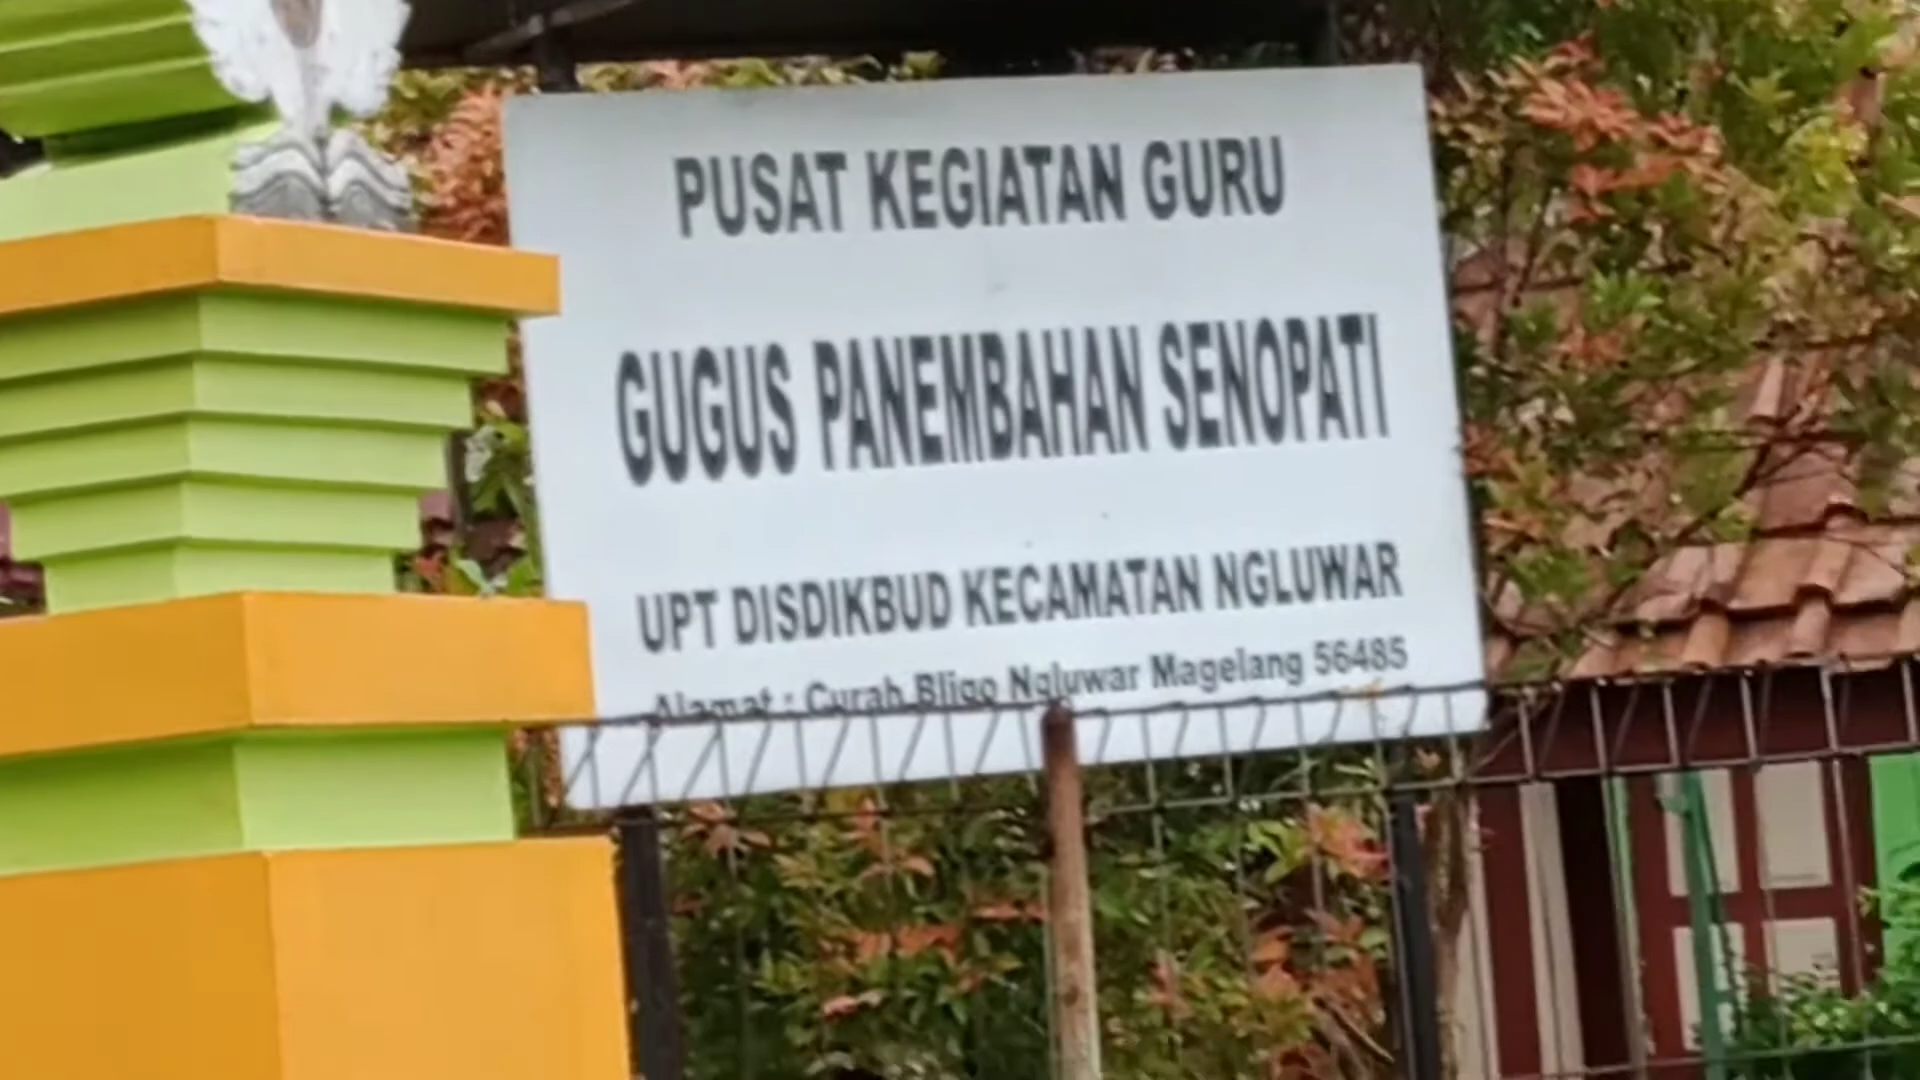 PUSAT KEGIATAN GURU
GUGUS PANEMBAHAN SENOPATI
UPT DISDIKBUD KECAMATAN NGLUWAR
Alamat : Curah Bligo Ngluwar Magelang 56485